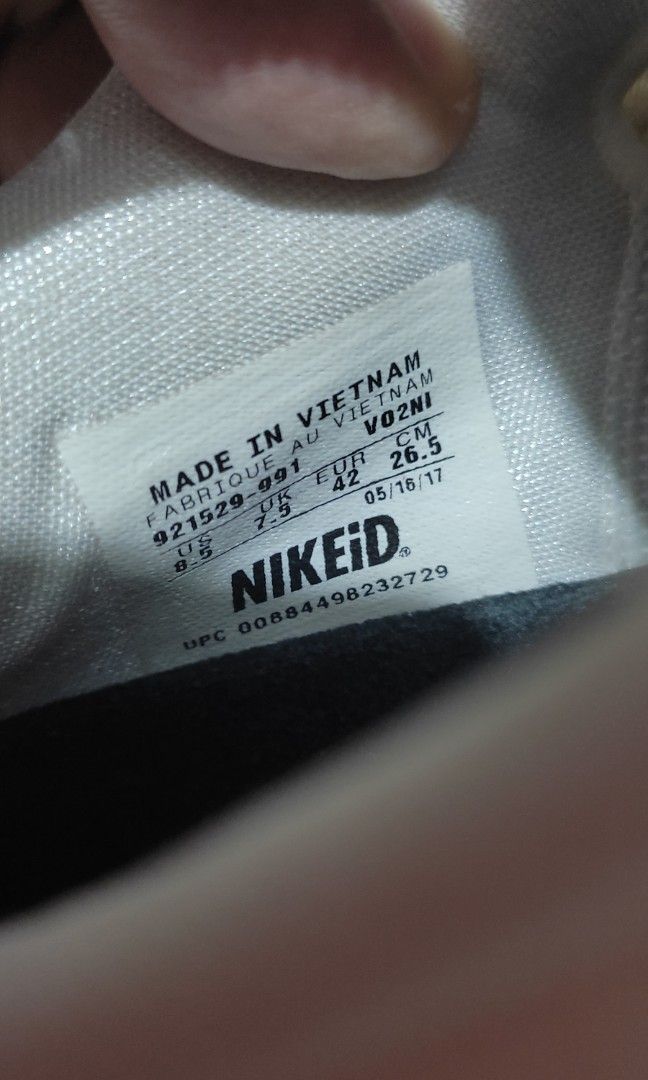 MADE IN VIETNAM
FABRIQUE AU VIETNAM
921529-991 VO2NI
US UK EUR CM
8.5 7.5 42 26.5
05/16/17
NIKEiD®
UPC 00884498232729